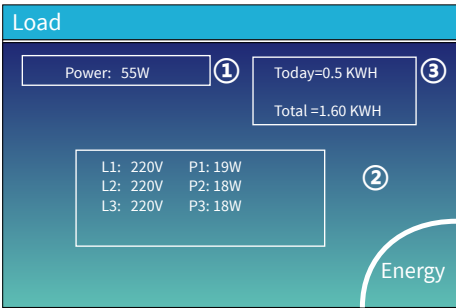 Load
Power: 55W ①
Today=0.5 KWH ③
Total =1.60 KWH
L1: 220V P1: 19W ②
L2: 220V P2: 18W
L3: 220V P3: 18W
Energy